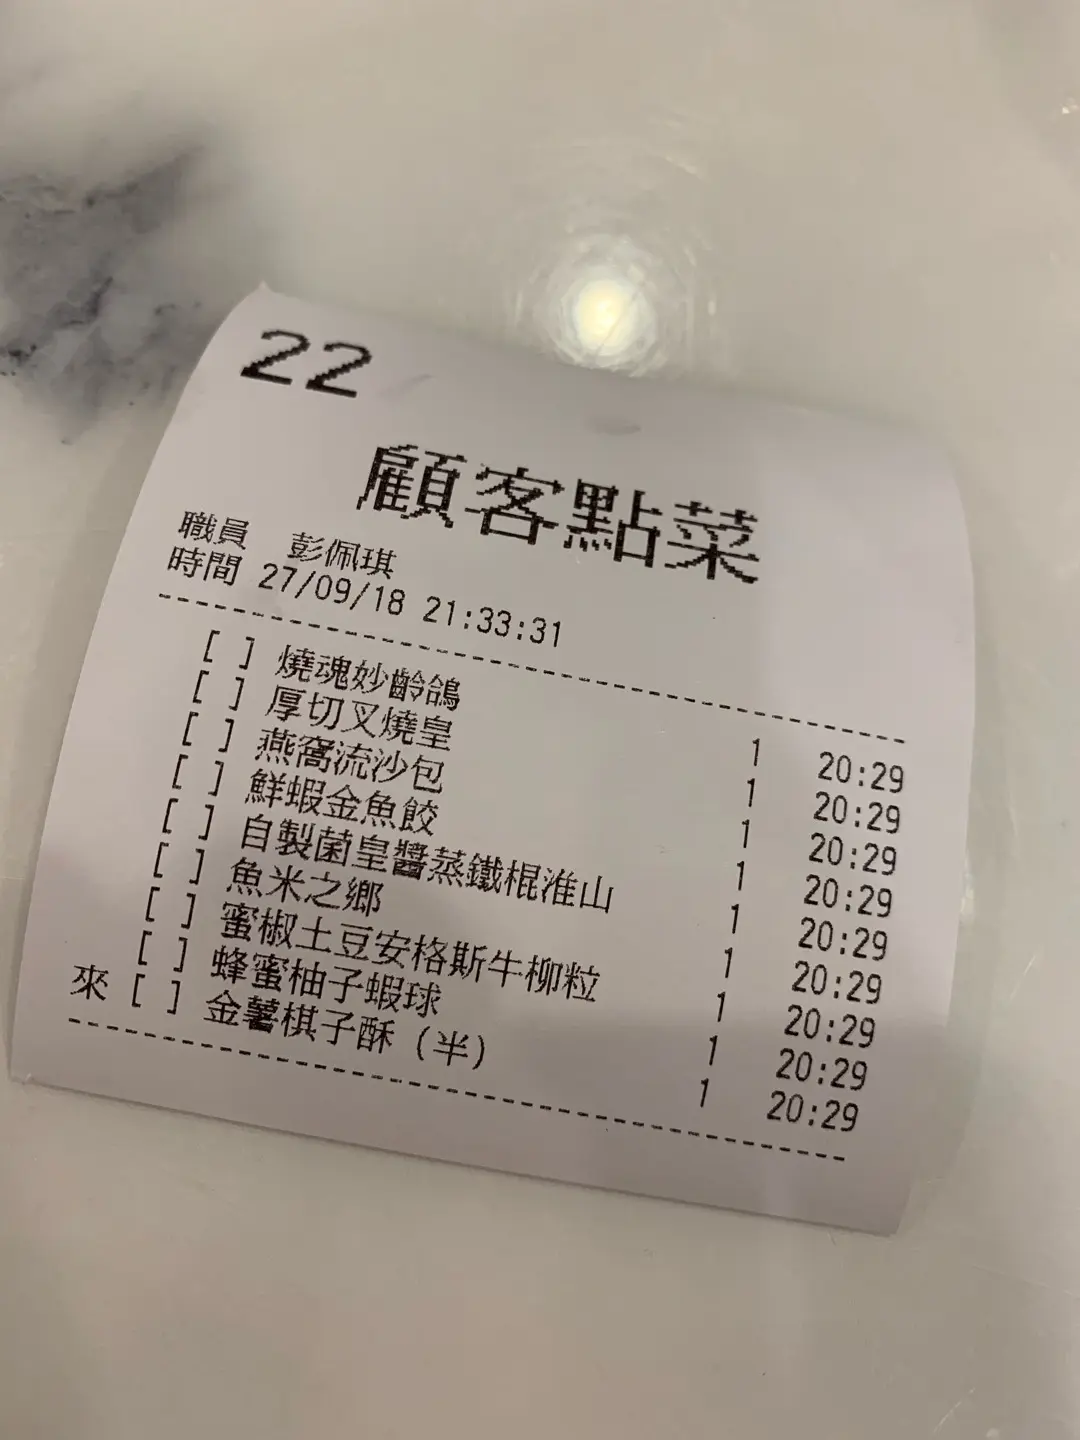 22
顧客點菜
職員 彭佩琪
時間 27/09/18 21:33:31
[ ] 燒魂妙齡鴿 1 20:29
[ ] 厚切叉燒皇 1 20:29
[ ] 燕窩流沙包 1 20:29
[ ] 鮮蝦金魚餃 1 20:29
[ ] 自製菌皇醬蒸鐵棍淮山 1 20:29
[ ] 魚米之鄉 1 20:29
[ ] 蜜椒土豆安格斯牛柳粒 1 20:29
[ ] 蜂蜜柚子蝦球 1 20:29
來 [ ] 金薯棋子酥 (半) 1 20:29